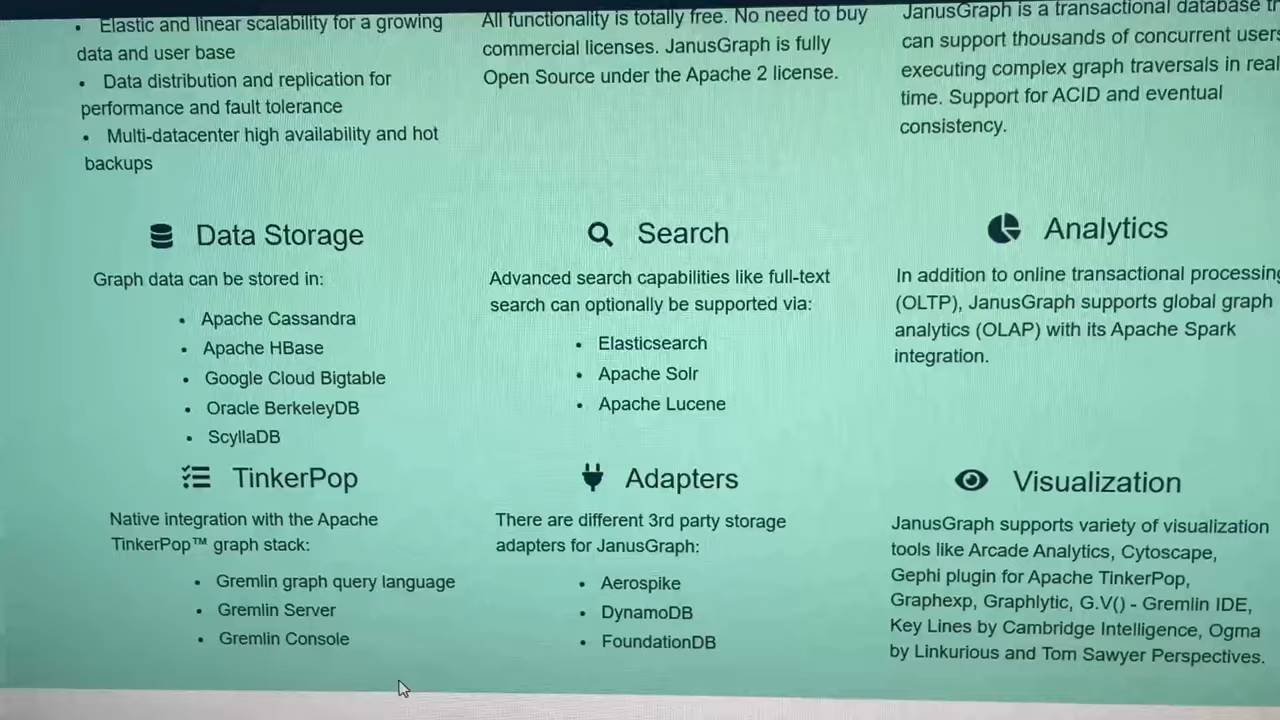 • Elastic and linear scalability for a growing
data and user base
• Data distribution and replication for
performance and fault tolerance
• Multi-datacenter high availability and hot
backups
All functionality is totally free. No need to buy
commercial licenses. JanusGraph is fully
Open Source under the Apache 2 license.
JanusGraph is a transactional database
can support thousands of concurrent users
executing complex graph traversals in real
time. Support for ACID and eventual
consistency.
Data Storage
Graph data can be stored in:
• Apache Cassandra
• Apache HBase
• Google Cloud Bigtable
• Oracle BerkeleyDB
• ScyllaDB
Search
Advanced search capabilities like full-text
search can optionally be supported via:
• Elasticsearch
• Apache Solr
• Apache Lucene
Analytics
In addition to online transactional processing
(OLTP), JanusGraph supports global graph
analytics (OLAP) with its Apache Spark
integration.
TinkerPop
Native integration with the Apache
TinkerPop™ graph stack:
• Gremlin graph query language
• Gremlin Server
• Gremlin Console
Adapters
There are different 3rd party storage
adapters for JanusGraph:
• Aerospike
• DynamoDB
• FoundationDB
Visualization
JanusGraph supports variety of visualization
tools like Arcade Analytics, Cytoscape,
Gephi plugin for Apache TinkerPop,
Graphexp, Graphlytic, G.V() - Gremlin IDE,
Key Lines by Cambridge Intelligence, Ogma
by Linkurious and Tom Sawyer Perspectives.